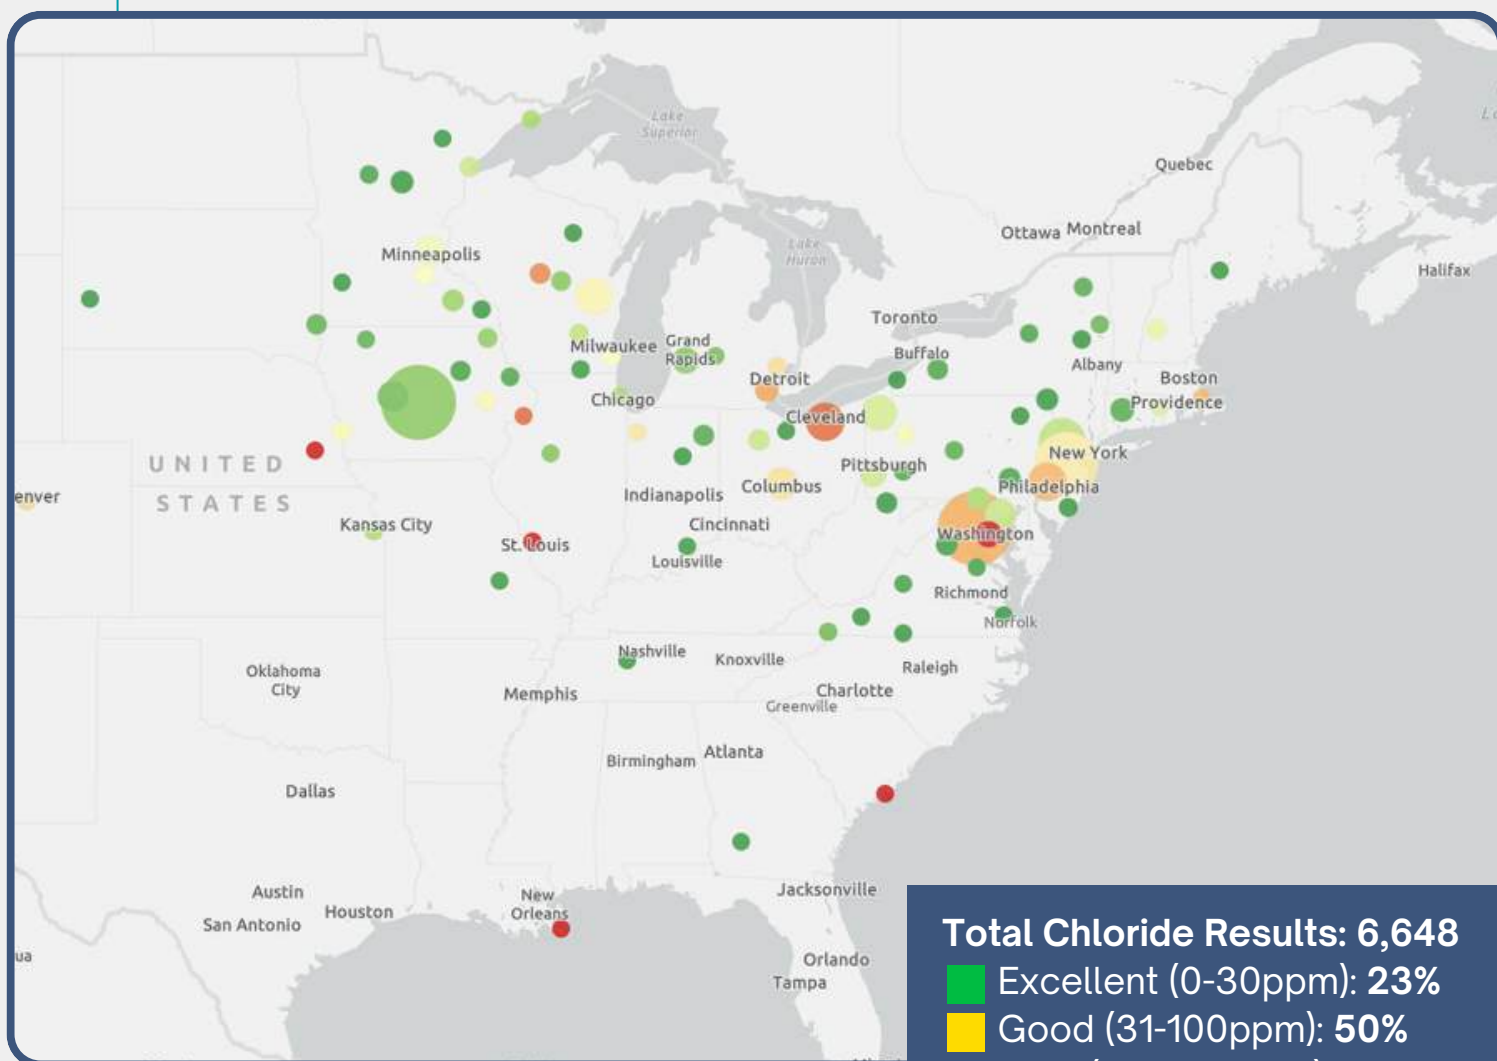 Lake
Superior
Quebec
Ottawa
Montreal
Minneapolis
Lake
Huron
Halifax
Toronto
Milwaukee
Grand
Rapids
Buffalo
Albany
Detroit
Boston
Chicago
Providence
Cleveland
New York
UNITED
STATES
Pittsburgh
enver
Indianapolis
Columbus
Philadelphia
Kansas City
Cincinnati
St. Louis
Washington
Louisville
Richmond
Norfolk
Nashville
Knoxville
Raleigh
Oklahoma
City
Memphis
Charlotte
Greenville
Birmingham
Atlanta
Dallas
Austin
San Antonio
Houston
New
Orleans
Jacksonville
ua
Orlando
Tampa
Total Chloride Results: 6,648
Excellent (0-30ppm): 23%
Good (31-100ppm): 50%